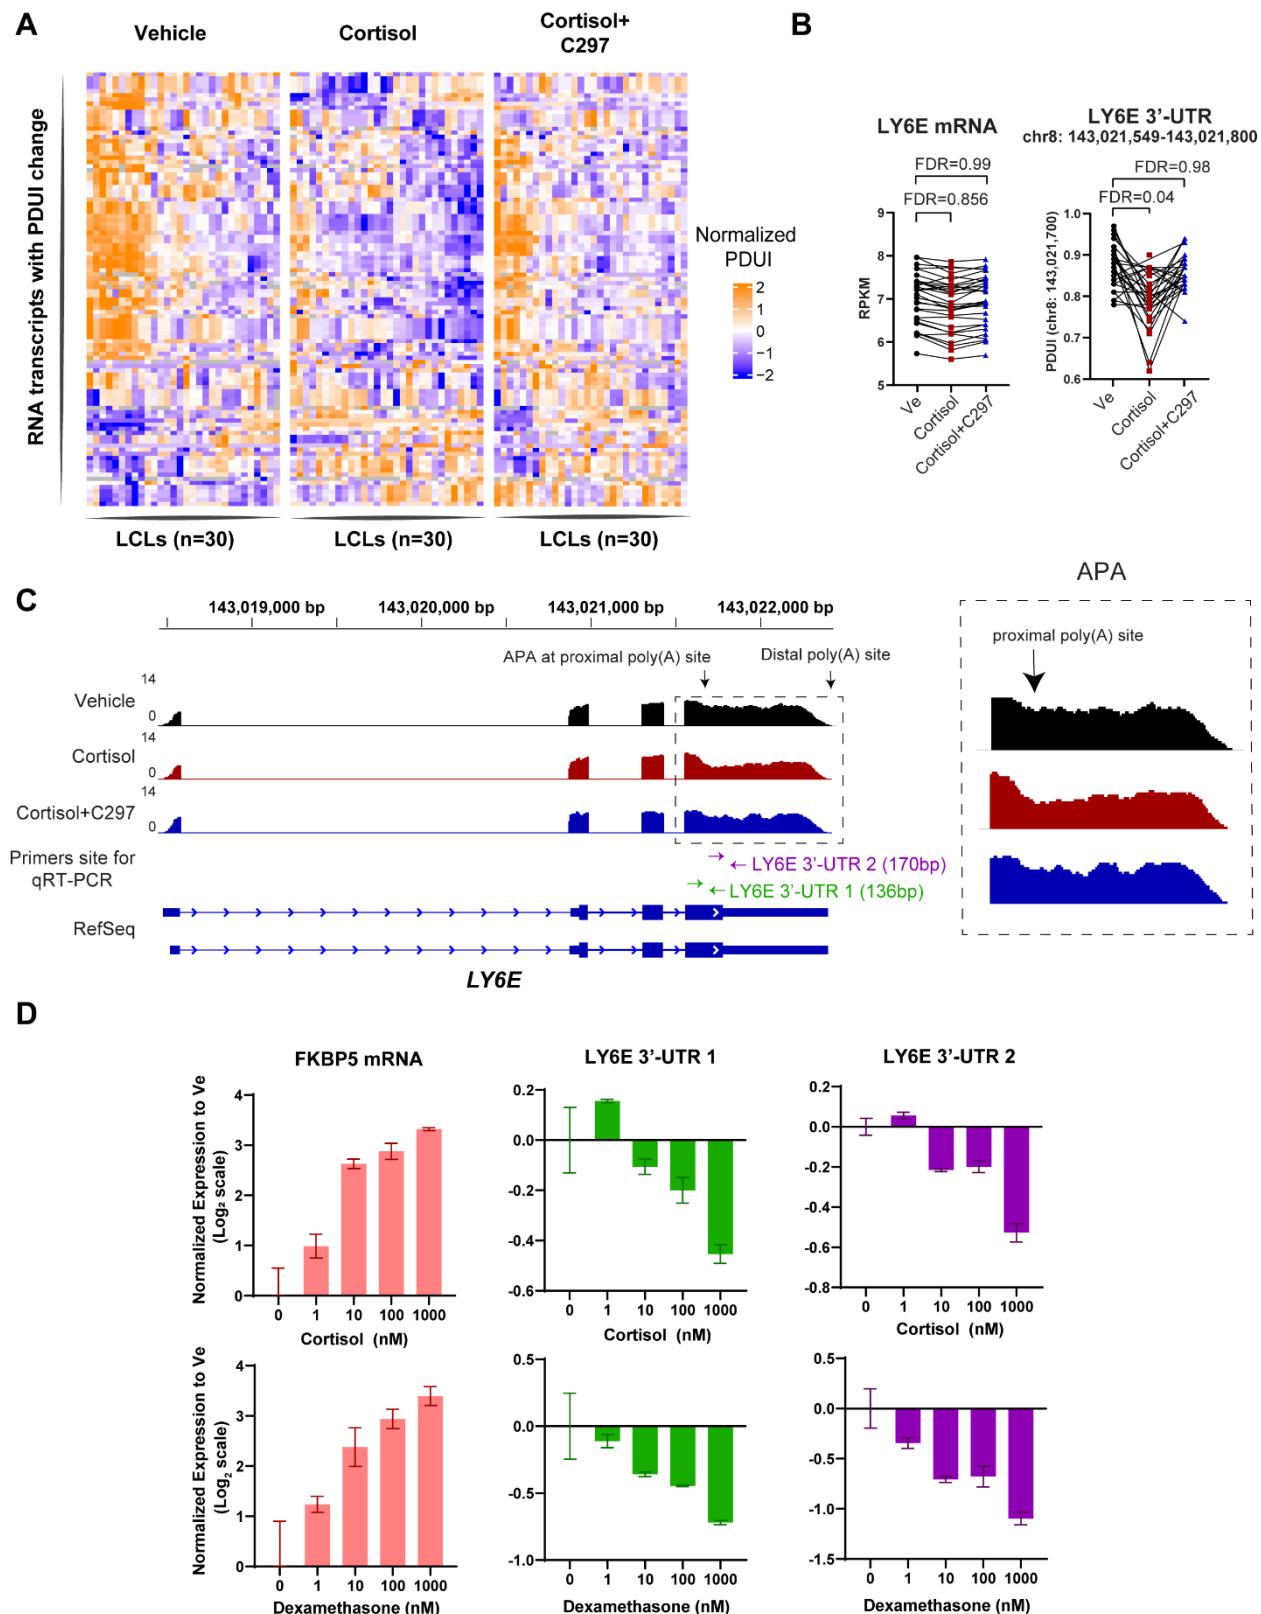 A
Vehicle
Cortisol
Cortisol+
C297
RNA transcripts with PDUI change
LCLs (n=30)
LCLs (n=30)
LCLs (n=30)
Normalized
PDUI
2
1
0
−1
−2
B
LY6E mRNA
FDR=0.99
FDR=0.856
RPKM
9
8
7
6
5
Ve
Cortisol
Cortisol+C297
LY6E 3'-UTR
chr8: 143,021,549-143,021,800
FDR=0.98
FDR=0.04
PDUI (chr8: 143,021,700)
1.0
0.9
0.8
0.7
0.6
Ve
Cortisol
Cortisol+C297
C
143,019,000 bp
143,020,000 bp
143,021,000 bp
143,022,000 bp
APA at proximal poly(A) site
Distal poly(A) site
Vehicle
14
0
Cortisol
14
0
Cortisol+C297
14
0
Primers site for
qRT-PCR
LY6E 3'-UTR 2 (170bp)
LY6E 3'-UTR 1 (136bp)
RefSeq
LY6E
APA
proximal poly(A) site
D
FKBP5 mRNA
Normalized Expression to Ve
(Log₂ scale)
4
3
2
1
0
0 1 10 100 1000
Cortisol (nM)
LY6E 3'-UTR 1
0.2
0.0
-0.2
-0.4
-0.6
0 1 10 100 1000
Cortisol (nM)
LY6E 3'-UTR 2
0.2
0.0
-0.2
-0.4
-0.6
-0.8
0 1 10 100 1000
Cortisol (nM)
Normalized Expression to Ve
(Log₂ scale)
4
3
2
1
0
0 1 10 100 1000
Dexamethasone (nM)
0.5
0.0
-0.5
-1.0
0 1 10 100 1000
Dexamethasone (nM)
0.5
0.0
-0.5
-1.0
-1.5
0 1 10 100 1000
Dexamethasone (nM)